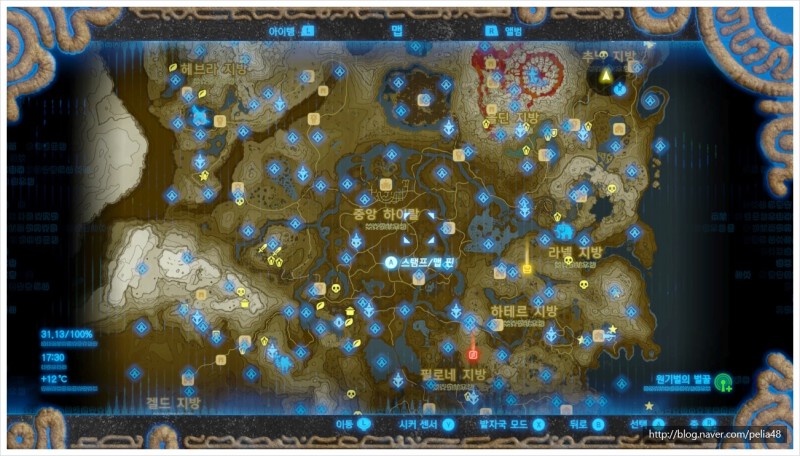 아이템 L 맵 R 앨범
헤브라 지방
올딘 지방
중앙 하이랄
A 스탬프/맵 핀
라넬 지방
하테르 지방
필로네 지방
겔드 지방
31.13/100%
17:30
+12℃
원기벌의 벌꿀
이동 L 시커 센서 Y 발자국 모드 X 뒤로 B 선택 A
http://blog.naver.com/pelia48